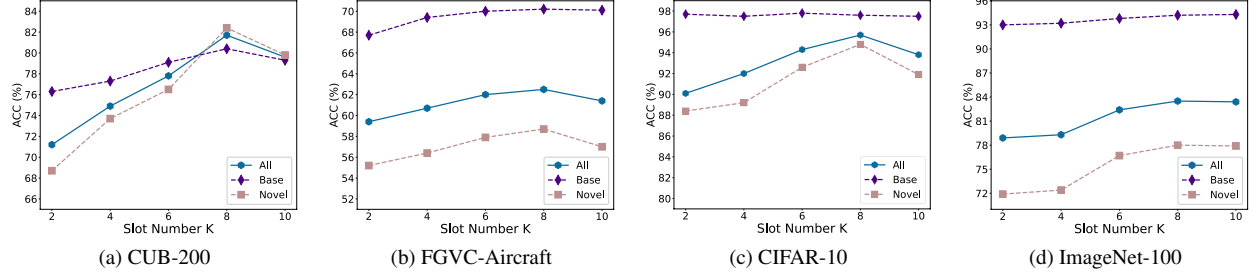 ACC (%)
84
82
80
78
76
74
72
70
68
66
2 4 6 8 10
Slot Number K
All
Base
Novel
(a) CUB-200
ACC (%)
70
68
66
64
62
60
58
56
54
52
2 4 6 8 10
Slot Number K
All
Base
Novel
(b) FGVC-Aircraft
ACC (%)
98
96
94
92
90
88
86
84
82
80
2 4 6 8 10
Slot Number K
All
Base
Novel
(c) CIFAR-10
ACC (%)
96
93
90
87
84
81
78
75
72
2 4 6 8 10
Slot Number K
All
Base
Novel
(d) ImageNet-100